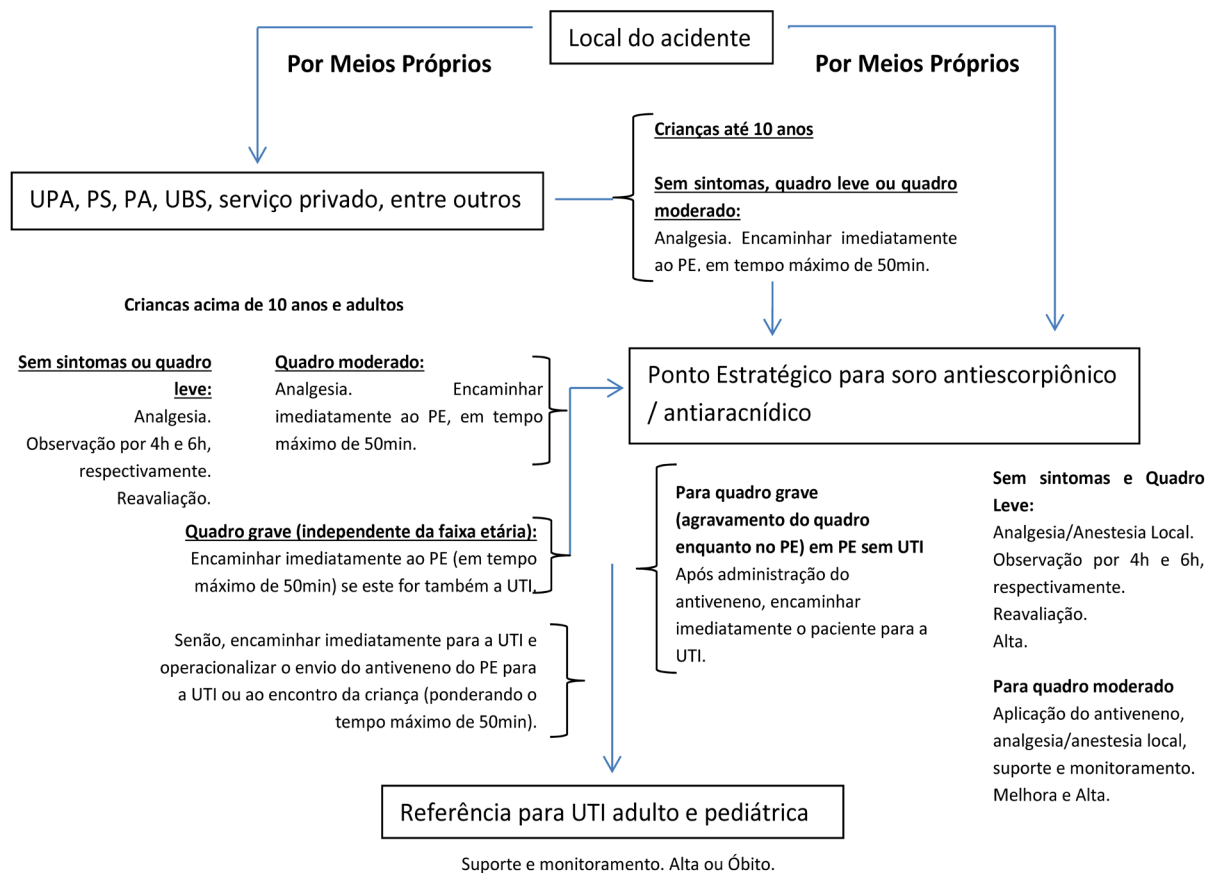 Local do acidente
Por Meios Próprios
Por Meios Próprios
UPA, PS, PA, UBS, serviço privado, entre outros
Crianças até 10 anos
Sem sintomas, quadro leve ou quadro
moderado:
Analgesia. Encaminhar imediatamente
ao PE, em tempo máximo de 50min.
Criancas acima de 10 anos e adultos
Sem sintomas ou quadro
leve:
Analgesia.
Observação por 4h e 6h,
respectivamente.
Reavaliação.
Quadro moderado:
Analgesia. Encaminhar
imediatamente ao PE, em tempo
máximo de 50min.
Ponto Estratégico para soro antiescorpiônico
/ antiaracnídico
Quadro grave (independente da faixa etária):
Encaminhar imediatamente ao PE (em tempo
máximo de 50min) se este for também a UTI.
Senão, encaminhar imediatamente para a UTI e
operacionalizar o envio do antiveneno do PE para
a UTI ou ao encontro da criança (ponderando o
tempo máximo de 50min).
Para quadro grave
(agravamento do quadro
enquanto no PE) em PE sem UTI
Após administração do
antiveneno, encaminhar
imediatamente o paciente para a
UTI.
Sem sintomas e Quadro
Leve:
Analgesia/Anestesia Local.
Observação por 4h e 6h,
respectivamente.
Reavaliação.
Alta.
Para quadro moderado
Aplicação do antiveneno,
analgesia/anestesia local,
suporte e monitoramento.
Melhora e Alta.
Referência para UTI adulto e pediátrica
Suporte e monitoramento. Alta ou Óbito.